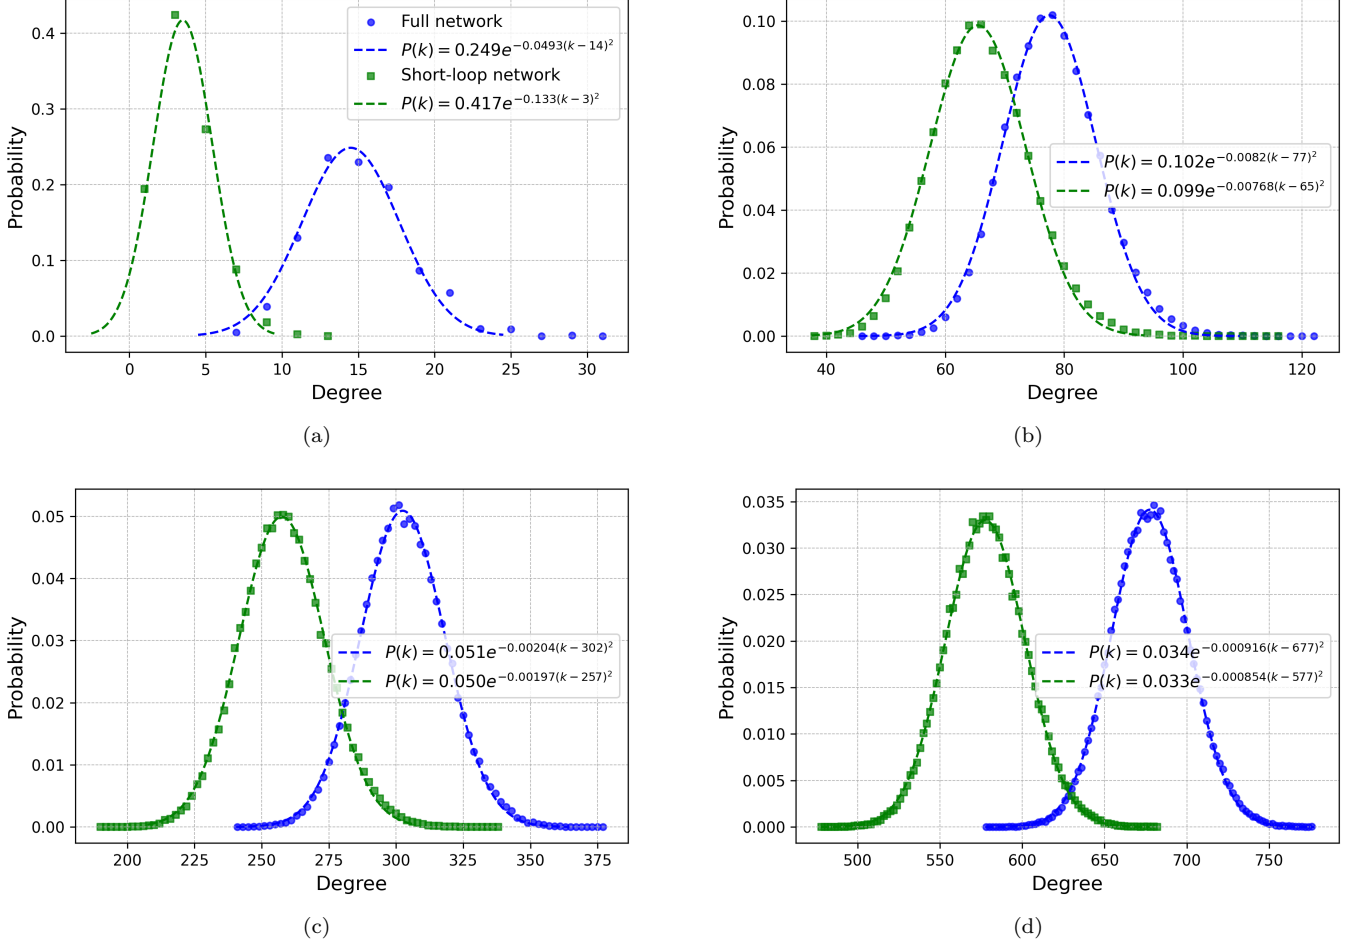 0.4
0.3
0.2
0.1
0.0
Probability
0
5
10
15
20
25
30
Degree
Full network
P(k) = 0.249e^{−0.0493(k−14)²}
Short-loop network
P(k) = 0.417e^{−0.133(k−3)²}
(a)
0.10
0.08
0.06
0.04
0.02
0.00
Probability
40
60
80
100
120
Degree
P(k) = 0.102e^{−0.0082(k−77)²}
P(k) = 0.099e^{−0.00768(k−65)²}
(b)
0.05
0.04
0.03
0.02
0.01
0.00
Probability
200
225
250
275
300
325
350
375
Degree
P(k) = 0.051e^{−0.00204(k−302)²}
P(k) = 0.050e^{−0.00197(k−257)²}
(c)
0.035
0.030
0.025
0.020
0.015
0.010
0.005
0.000
Probability
500
550
600
650
700
750
Degree
P(k) = 0.034e^{−0.000916(k−677)²}
P(k) = 0.033e^{−0.000854(k−577)²}
(d)